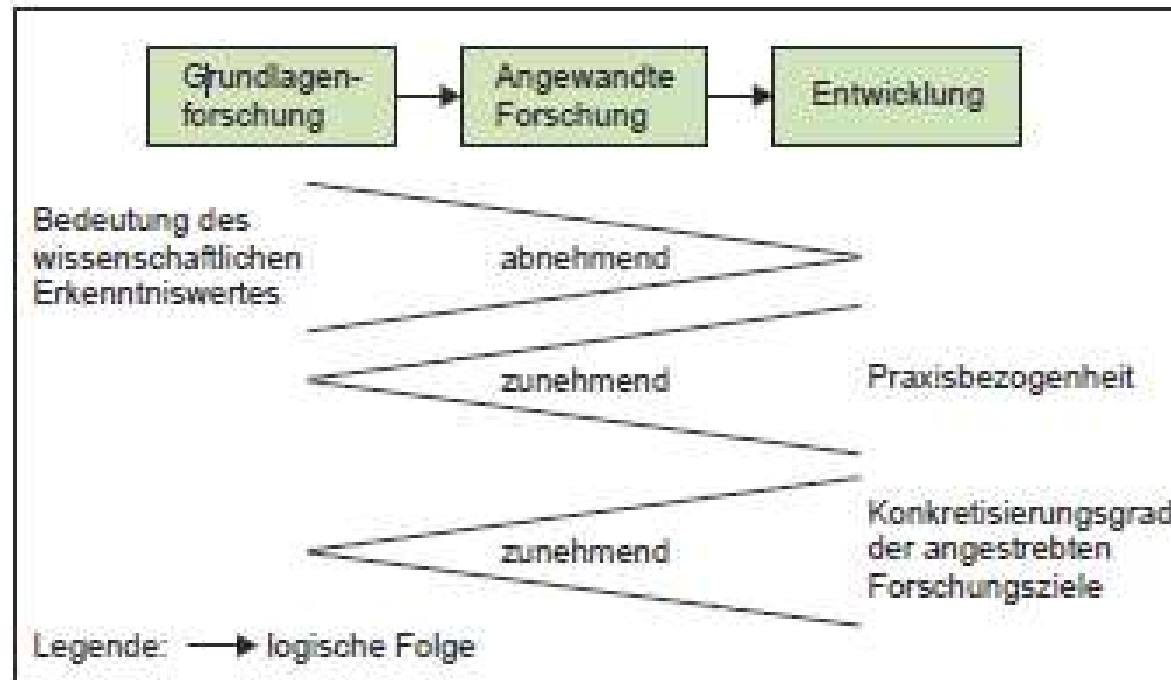 Grundlagen-
forschung
Angewandte
Forschung
Entwicklung
Bedeutung des
wissenschaftlichen
Erkenntniswertes
abnehmend
zunehmend
Praxisbezogenheit
zunehmend
Konkretisierungsgrad
der angestrebten
Forschungsziele
Legende:
logische Folge